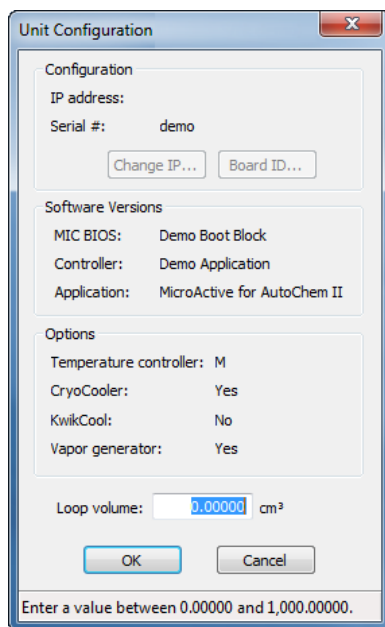 Unit Configuration
Configuration
IP address:
Serial #: demo
Change IP... Board ID...
Software Versions
MIC BIOS: Demo Boot Block
Controller: Demo Application
Application: MicroActive for AutoChem II
Options
Temperature controller: M
CryoCooler: Yes
KwikCool: No
Vapor generator: Yes
Loop volume: 0.00000 cm³
OK Cancel
Enter a value between 0.00000 and 1,000.00000.